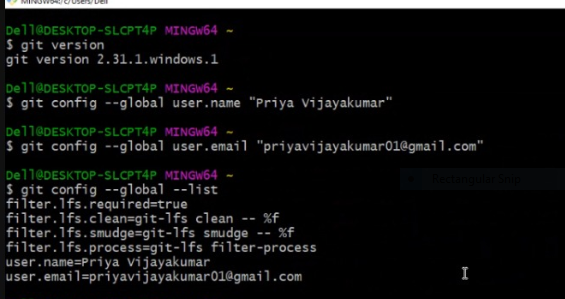 MINGW64:/c/Users/Dell
Dell@DESKTOP-SLCPT4P MINGW64 ~
$ git version
git version 2.31.1.windows.1
Dell@DESKTOP-SLCPT4P MINGW64 ~
$ git config --global user.name "Priya Vijayakumar"
Dell@DESKTOP-SLCPT4P MINGW64 ~
$ git config --global user.email "priyavijayakumar01@gmail.com"
Dell@DESKTOP-SLCPT4P MINGW64 ~
Rectangular Snip
$ git config --global --list
filter.lfs.required=true
filter.lfs.clean=git-lfs clean -- %f
filter.lfs.smudge=git-lfs smudge -- %f
filter.lfs.process=git-lfs filter-process
user.name=Priya Vijayakumar
user.email=priyavijayakumar01@gmail.com